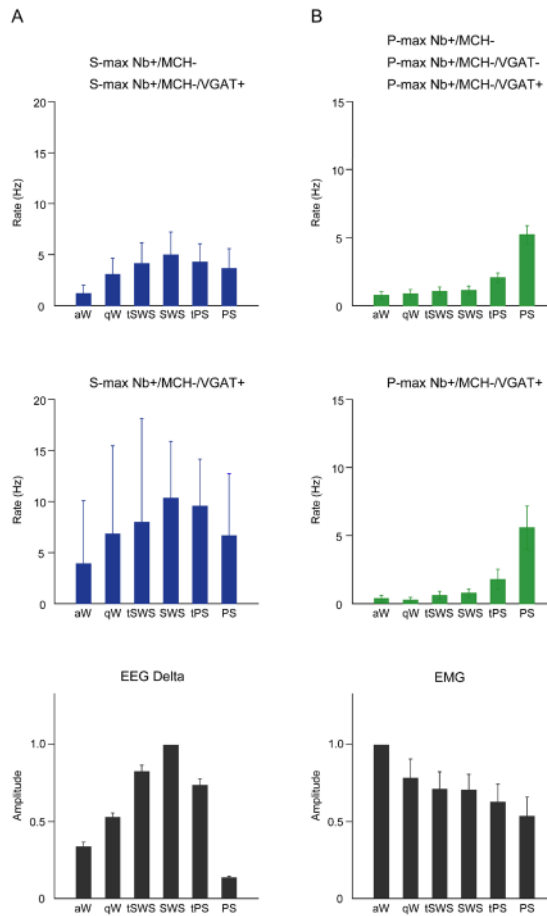 A
S-max Nb+/MCH-
S-max Nb+/MCH-/VGAT+
20
15
10
5
0
Rate (Hz)
aW qW tSWS SWS tPS PS
B
P-max Nb+/MCH-
P-max Nb+/MCH-/VGAT-
P-max Nb+/MCH-/VGAT+
15
10
5
0
Rate (Hz)
aW qW tSWS SWS tPS PS
S-max Nb+/MCH-/VGAT+
20
15
10
5
0
Rate (Hz)
aW qW tSWS SWS tPS PS
P-max Nb+/MCH-/VGAT+
15
10
5
0
Rate (Hz)
aW qW tSWS SWS tPS PS
EEG Delta
1.0
0.5
0
Amplitude
aW qW tSWS SWS tPS PS
EMG
1.0
0.5
0
Amplitude
aW qW tSWS SWS tPS PS